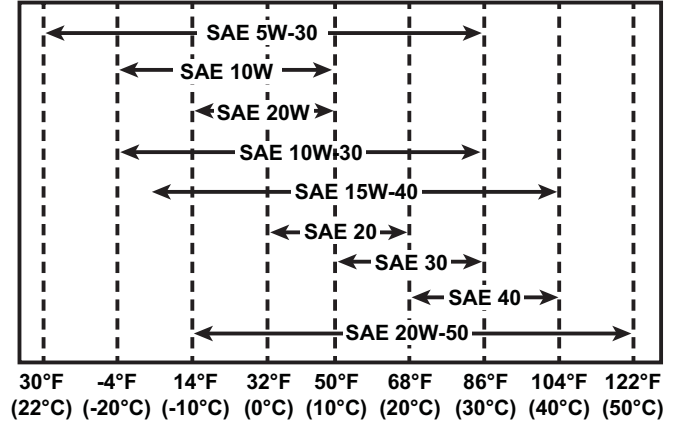 SAE 5W-30
SAE 10W
SAE 20W
SAE 10W-30
SAE 15W-40
SAE 20
SAE 30
SAE 40
SAE 20W-50
30°F -4°F 14°F 32°F 50°F 68°F 86°F 104°F 122°F
(22°C) (-20°C) (-10°C) (0°C) (10°C) (20°C) (30°C) (40°C) (50°C)